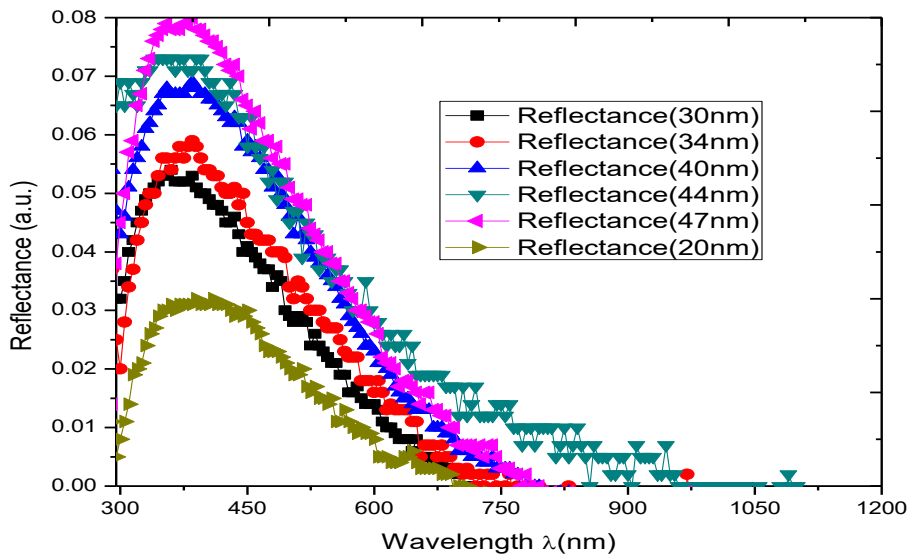 0.08
0.07
0.06
0.05
0.04
0.03
0.02
0.01
0.00
Reflectance (a.u.)
Reflectance(30nm)
Reflectance(34nm)
Reflectance(40nm)
Reflectance(44nm)
Reflectance(47nm)
Reflectance(20nm)
300 450 600 750 900 1050 1200
Wavelength λ(nm)